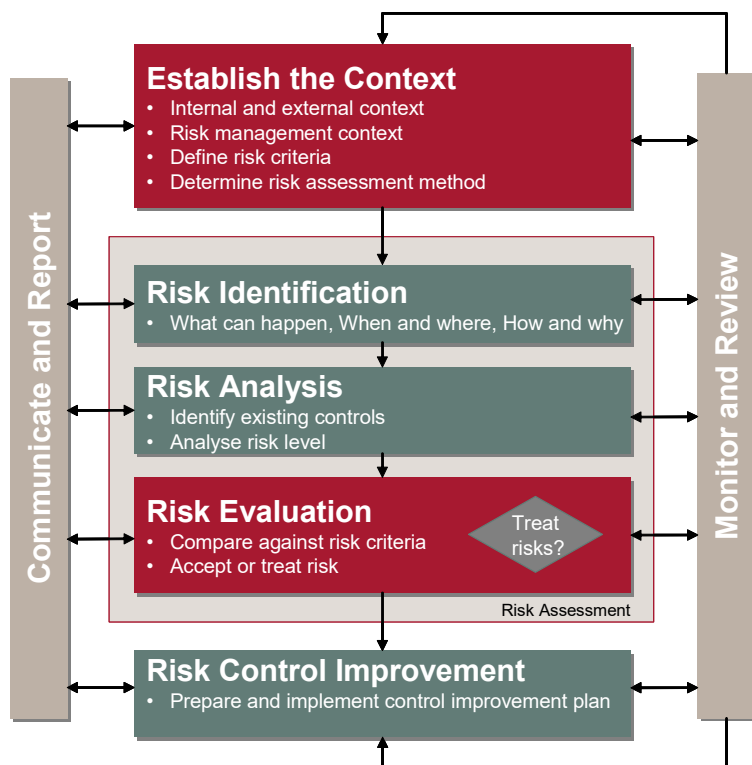 Establish the Context
• Internal and external context
• Risk management context
• Define risk criteria
• Determine risk assessment method
Communicate and Report
Monitor and Review
Risk Identification
• What can happen, When and where, How and why
Risk Analysis
• Identify existing controls
• Analyse risk level
Risk Evaluation
• Compare against risk criteria
• Accept or treat risk
Treat
risks?
Risk Assessment
Risk Control Improvement
• Prepare and implement control improvement plan